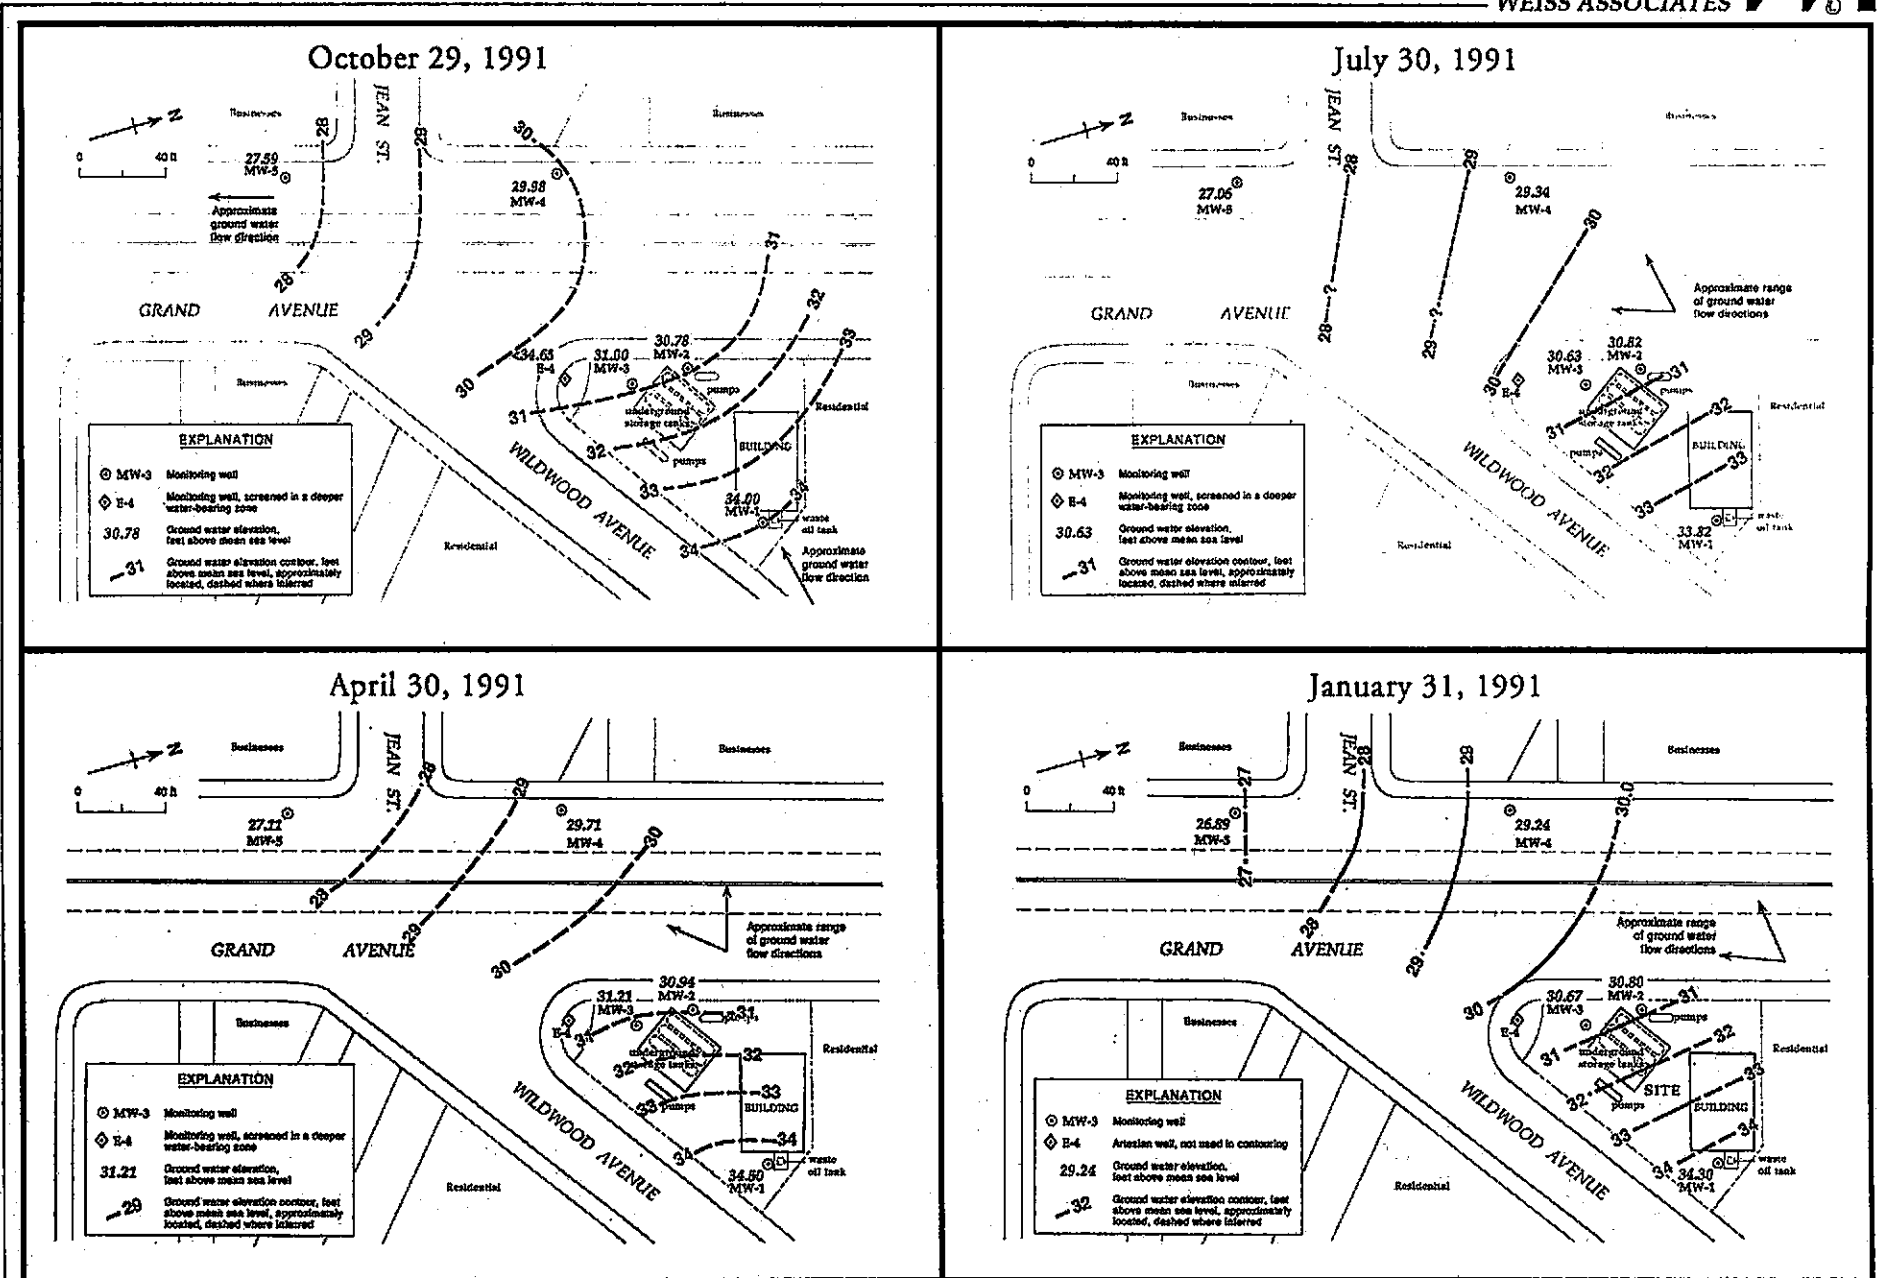 WEISS ASSOCIATES
October 29, 1991
N
0 40 ft
Businesses
JEAN ST.
Businesses
28
29
30
27.59
MW-5
29.98
MW-4
Approximate
ground water
flow direction
28
31
32
33
GRAND AVENUE
29
30
<34.65
E-4
31.00
MW-3
30.78
MW-2
pumps
Businesses
Residential
31
underground
storage tanks
32
BUILDING
pumps
33
WILDWOOD AVENUE
34.00
MW-1
34
waste
oil tank
34
Residential
Approximate
ground water
flow direction
EXPLANATION
MW-3 Monitoring well
E-4 Monitoring well, screened in a deeper
water-bearing zone
30.78 Ground water elevation,
feet above mean sea level
31 Ground water elevation contour, feet
above mean sea level, approximately
located, dashed where inferred
July 30, 1991
N
0 40 ft
Businesses
JEAN ST.
Businesses
28
29
27.06
MW-5
29.34
MW-4
30
Approximate range
of ground water
flow directions
GRAND AVENUE
28 ?
29 ?
30.82
MW-2
30.63
MW-3
30
E-4
31
pumps
Businesses
Residential
31
underground
storage tanks
32
BUILDING
pumps
32
33
WILDWOOD AVENUE
33
33.82
MW-1
waste
oil tank
Residential
EXPLANATION
MW-3 Monitoring well
E-4 Monitoring well, screened in a deeper
water-bearing zone
30.63 Ground water elevation,
feet above mean sea level
31 Ground water elevation contour, feet
above mean sea level, approximately
located, dashed where inferred
April 30, 1991
N
0 40 ft
Businesses
JEAN ST.
Businesses
28
29
27.11
MW-5
29.71
MW-4
30
28
29
30
Approximate range
of ground water
flow directions
GRAND AVENUE
30.94
MW-2
31.21
MW-3
E-4
31
31
pumps
Businesses
Residential
underground
storage tanks
32
32
33
33
pumps
BUILDING
WILDWOOD AVENUE
34
34
34.50
MW-1
waste
oil tank
Residential
EXPLANATION
MW-3 Monitoring well
E-4 Monitoring well, screened in a deeper
water-bearing zone
31.21 Ground water elevation,
feet above mean sea level
29 Ground water elevation contour, feet
above mean sea level, approximately
located, dashed where inferred
January 31, 1991
N
0 40 ft
Businesses
JEAN ST.
Businesses
27
28
28
30.0
26.89
MW-5
29.24
MW-4
27
28
29
30
Approximate range
of ground water
flow directions
GRAND AVENUE
30.80
MW-2
30.67
MW-3
E-4
31
pumps
Businesses
Residential
31
underground
storage tanks
32
32
pumps
SITE
BUILDING
33
33
WILDWOOD AVENUE
34
34
34.30
MW-1
waste
oil tank
Residential
EXPLANATION
MW-3 Monitoring well
E-4 Artesian well, not used in contouring
29.24 Ground water elevation,
feet above mean sea level
32 Ground water elevation contour, feet
above mean sea level, approximately
located, dashed where inferred